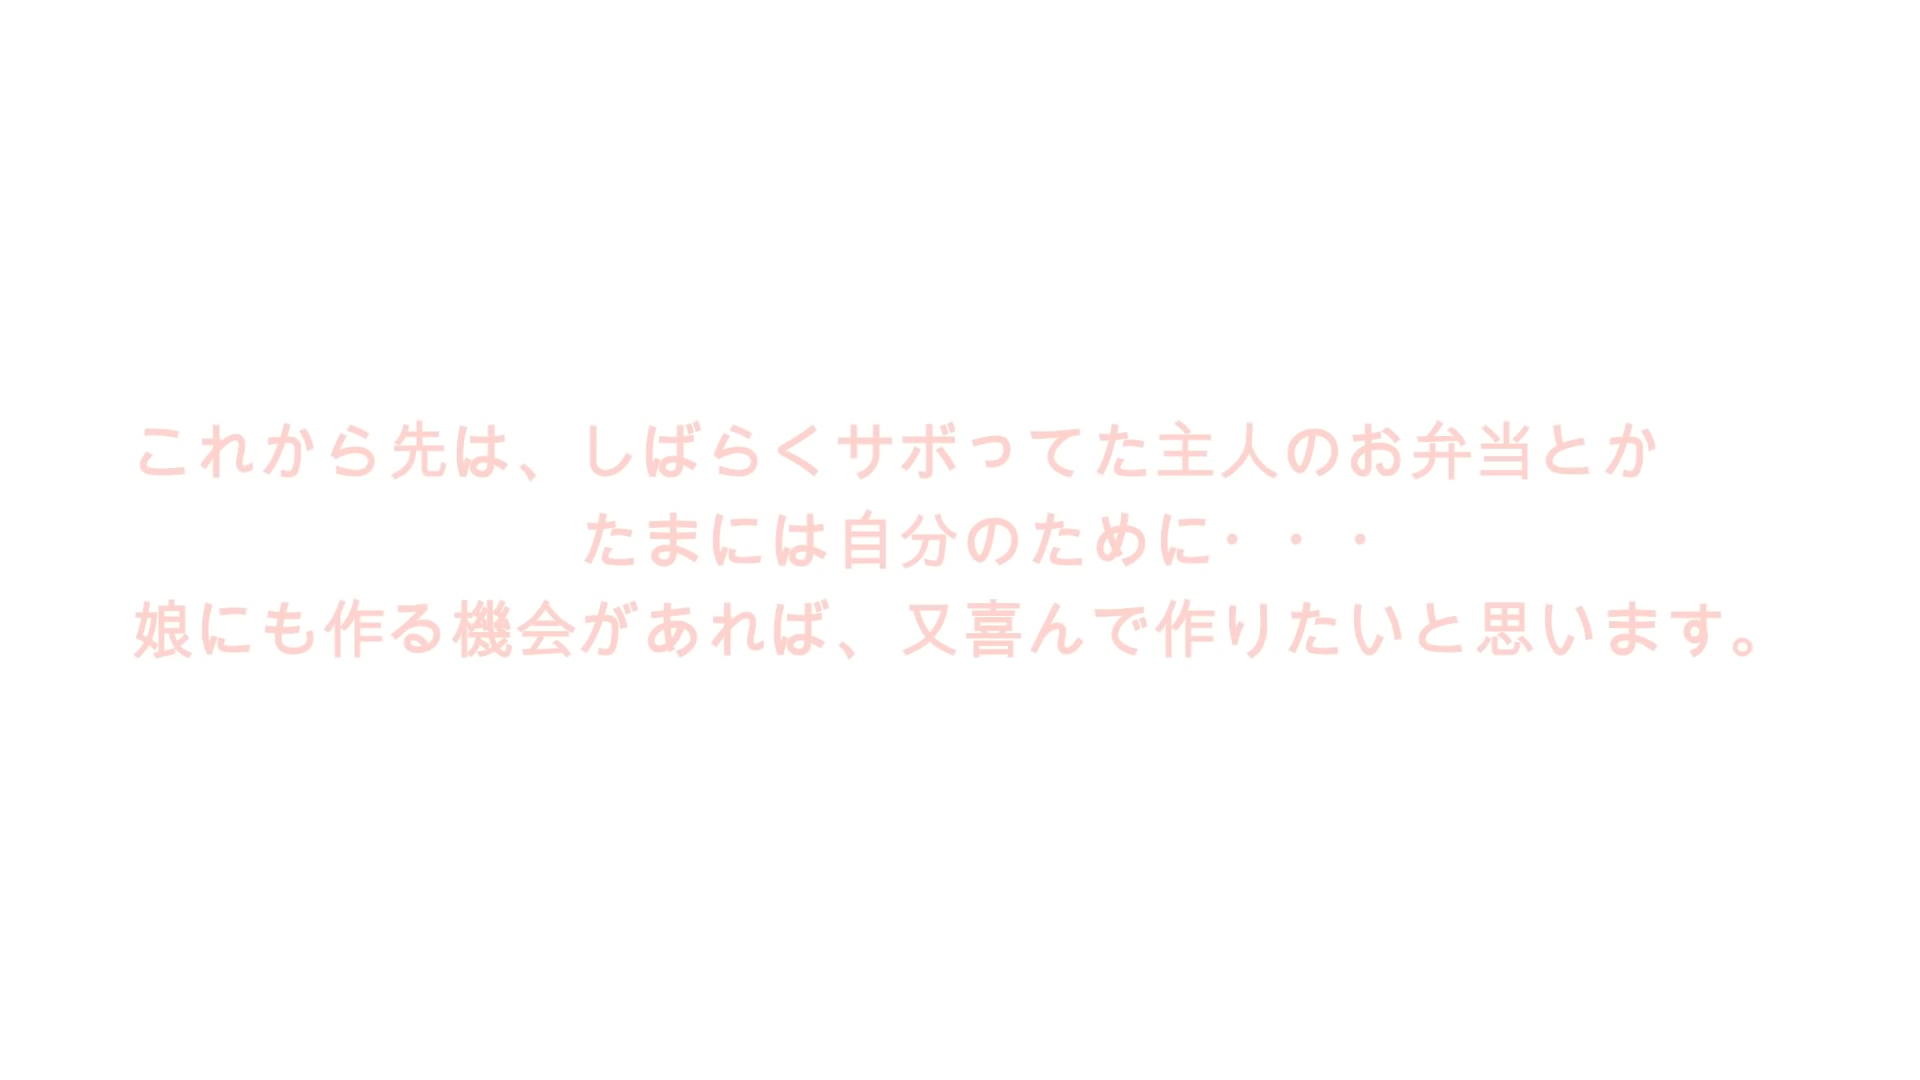 これから先は、しばらくサボってた主人のお弁当とか
たまには自分のために・・・
娘にも作る機会があれば、又喜んで作りたいと思います。